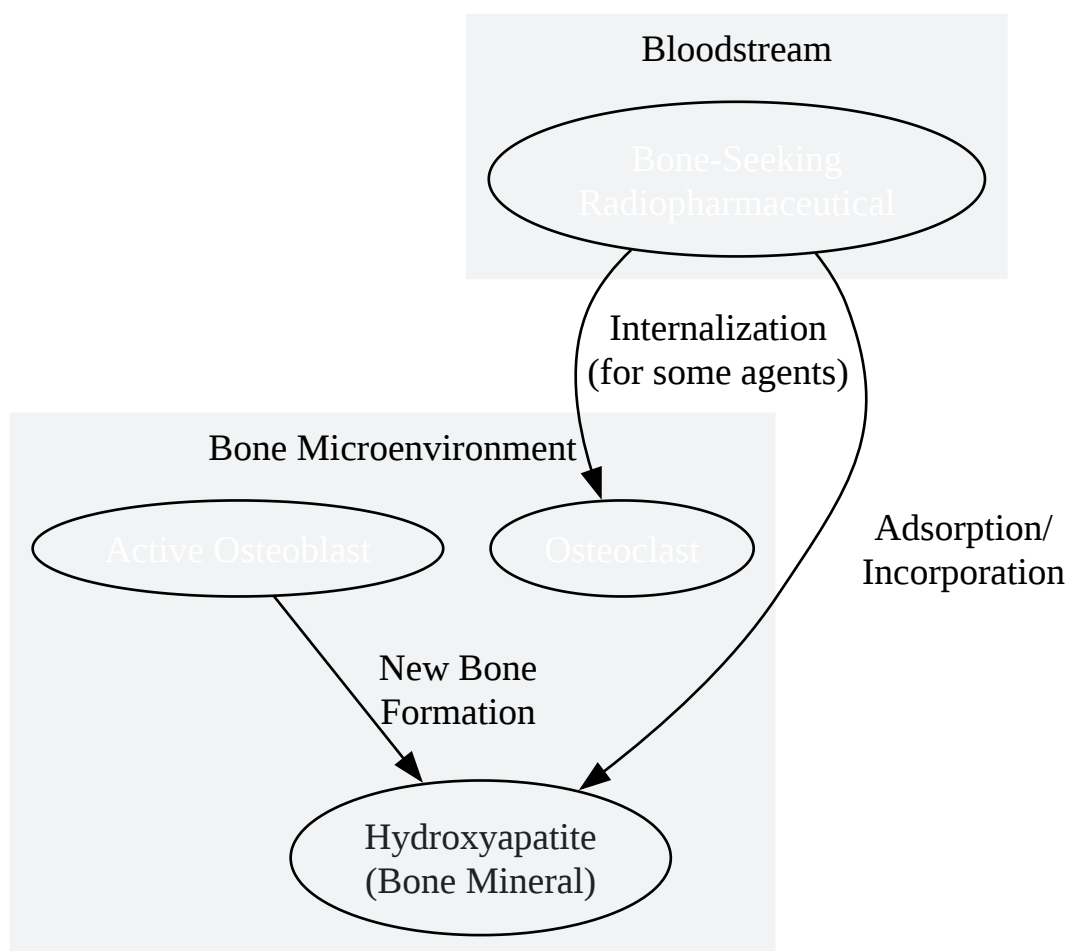 Bloodstream
Bone-Seeking
Radiopharmaceutical
Internalization
(for some agents)
Bone Microenvironment
Active Osteoblast
Osteoclast
Adsorption/
Incorporation
New Bone
Formation
Hydroxyapatite
(Bone Mineral)